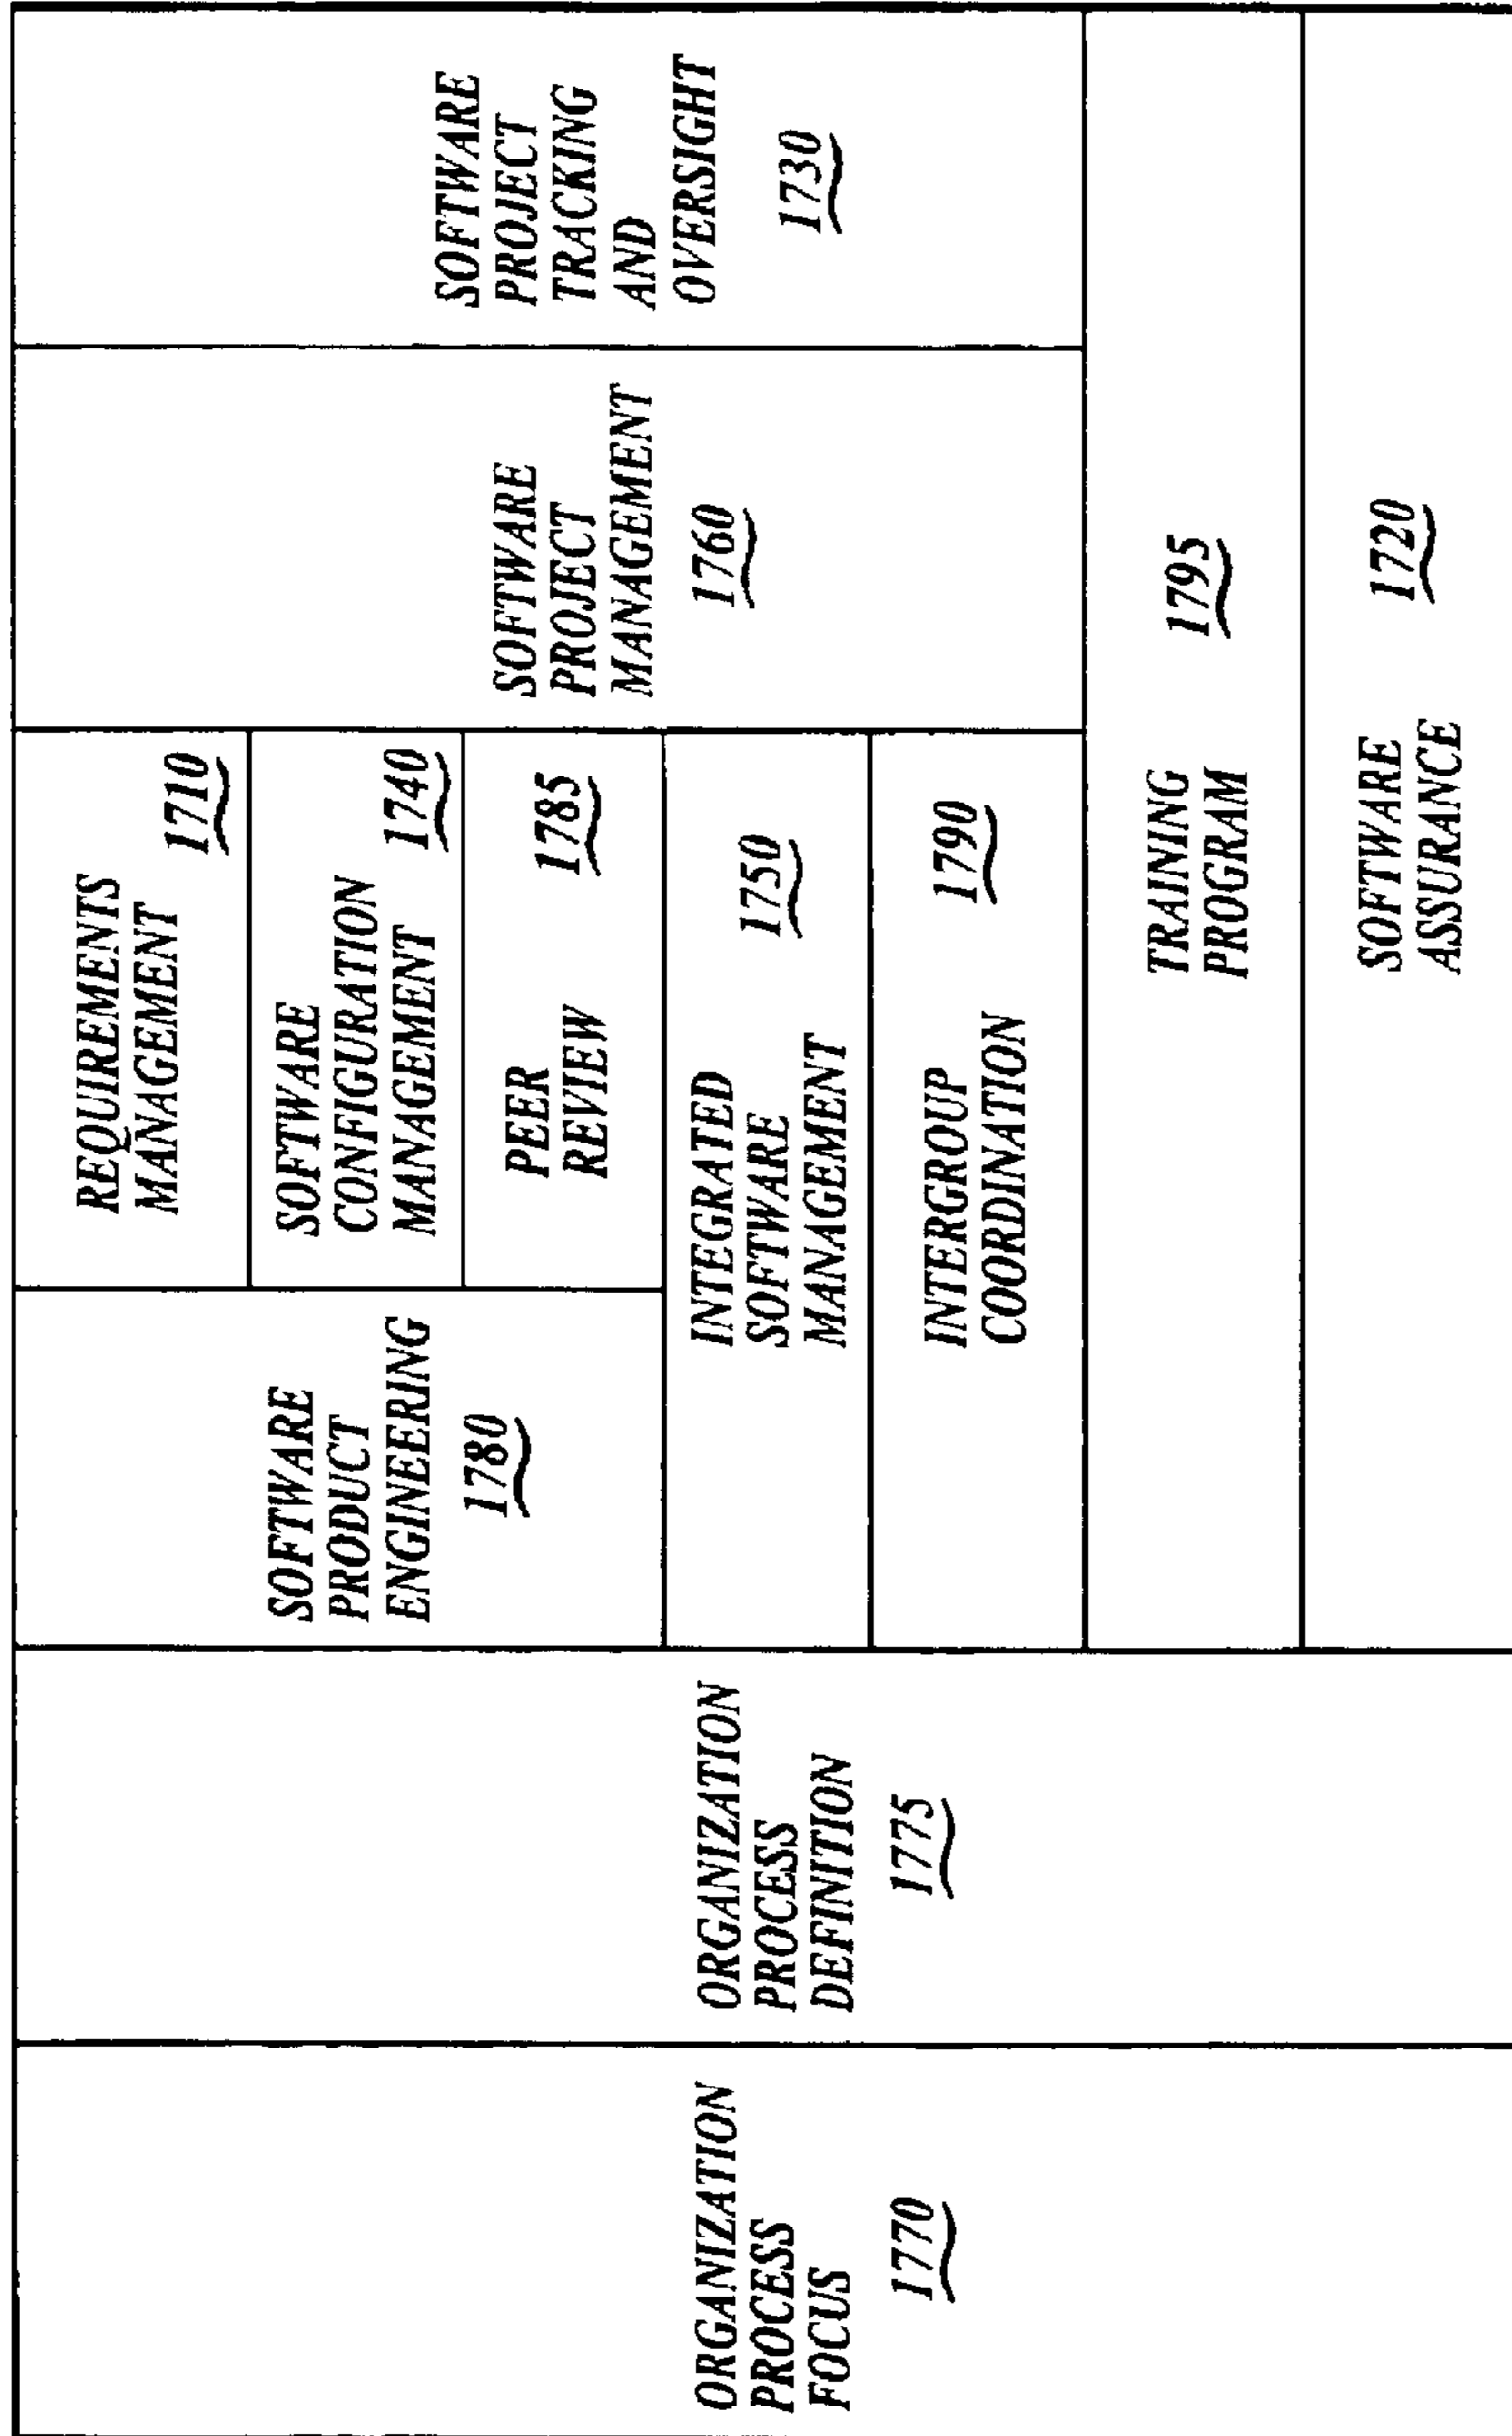 ORGANIZATION
PROCESS
FOCUS
1770
ORGANIZATION
PROCESS
DEFINITION
1775
SOFTWARE
PRODUCT
ENGINEERING
1780
REQUIREMENTS
MANAGEMENT
1710
SOFTWARE
CONFIGURATION
MANAGEMENT
1740
PEER
REVIEW
1785
INTEGRATED
SOFTWARE
MANAGEMENT
1750
INTERGROUP
COORDINATION
1790
SOFTWARE
PROJECT
MANAGEMENT
1760
SOFTWARE
PROJECT
TRACKING
AND
OVERSIGHT
1730
TRAINING
PROGRAM
1795
SOFTWARE
ASSURANCE
1720